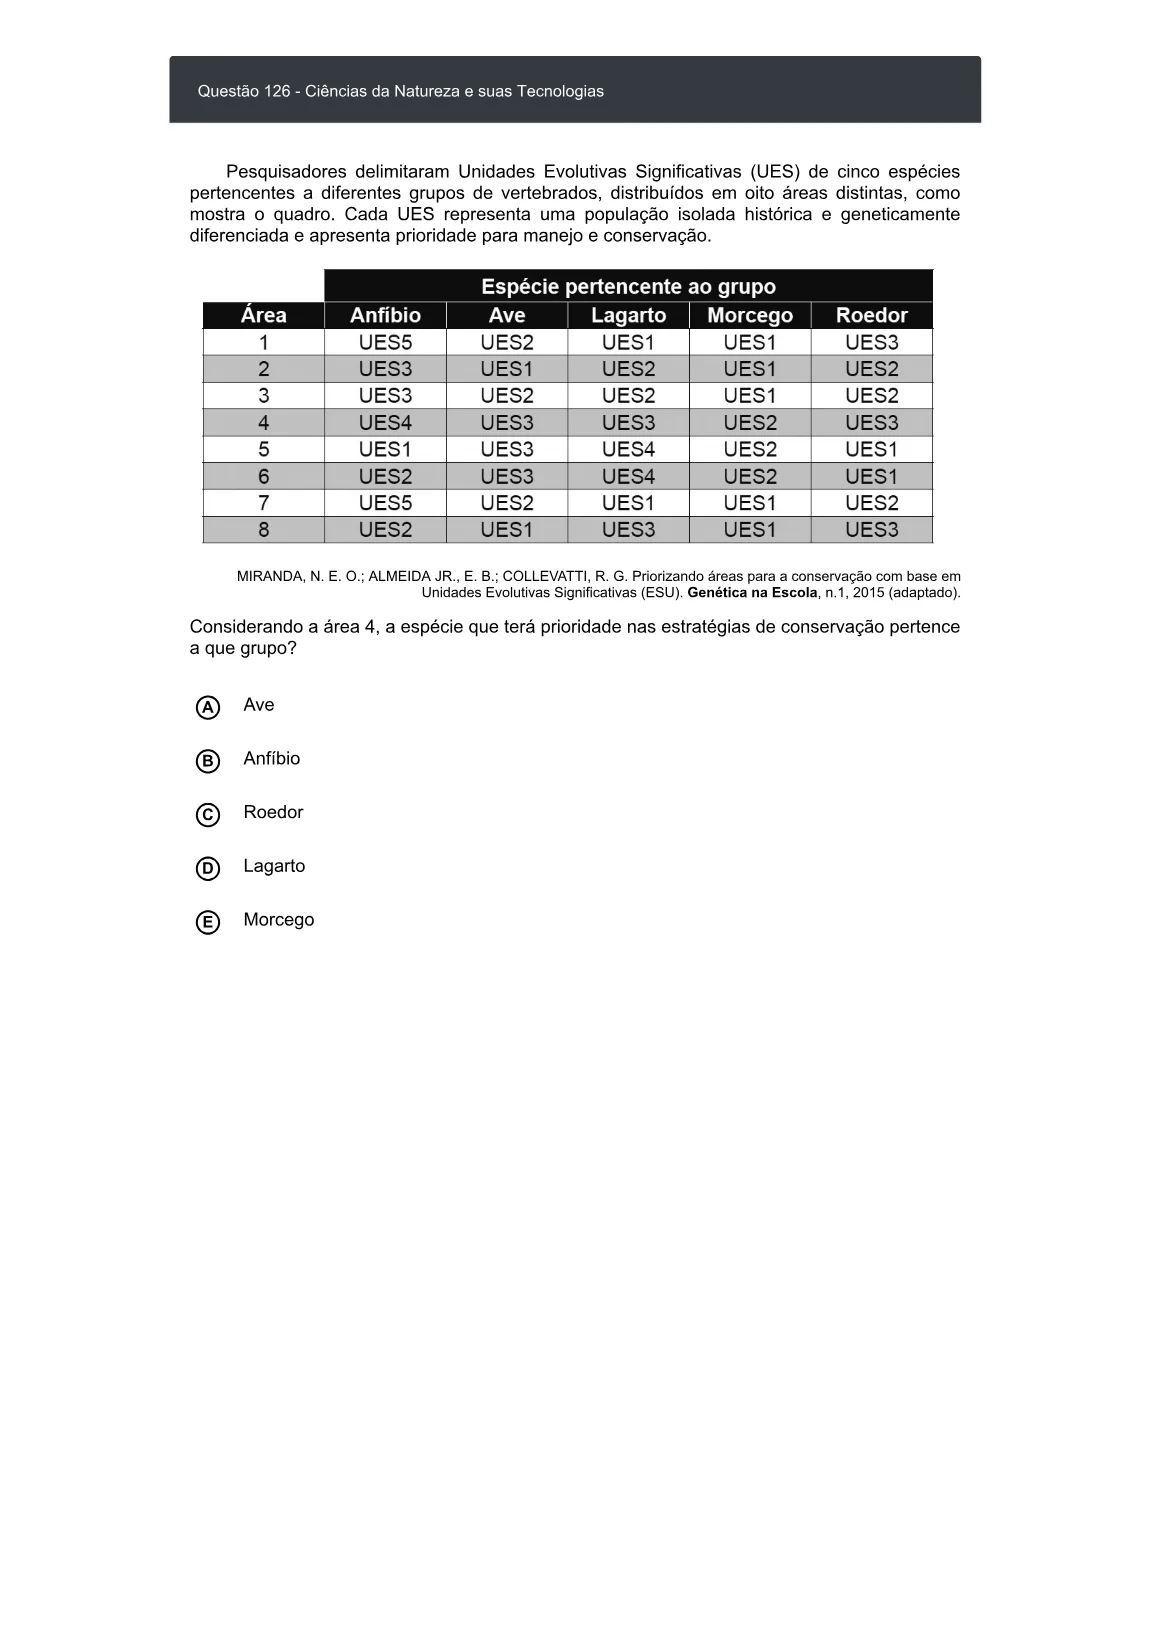 Questão 126 - Ciências da Natureza e suas Tecnologias
Pesquisadores delimitaram Unidades Evolutivas Significativas (UES) de cinco espécies
pertencentes a diferentes grupos de vertebrados, distribuídos em oito áreas distintas, como
mostra o quadro. Cada UES representa uma população isolada histórica e geneticamente
diferenciada e apresenta prioridade para manejo e conservação.
Espécie pertencente ao grupo
Área Anfíbio Ave Lagarto Morcego Roedor
1 UES5 UES2 UES1 UES1 UES3
2 UES3 UES1 UES2 UES1 UES2
3 UES3 UES2 UES2 UES1 UES2
4 UES4 UES3 UES3 UES2 UES3
5 UES1 UES3 UES4 UES2 UES1
6 UES2 UES3 UES4 UES2 UES1
7 UES5 UES2 UES1 UES1 UES2
8 UES2 UES1 UES3 UES1 UES3
MIRANDA, N. E. O.; ALMEIDA JR., E. B.; COLLEVATTI, R. G. Priorizando áreas para a conservação com base em
Unidades Evolutivas Significativas (ESU). Genética na Escola, n.1, 2015 (adaptado).
Considerando a área 4, a espécie que terá prioridade nas estratégias de conservação pertence
a que grupo?
A Ave
B Anfíbio
C Roedor
D Lagarto
E Morcego